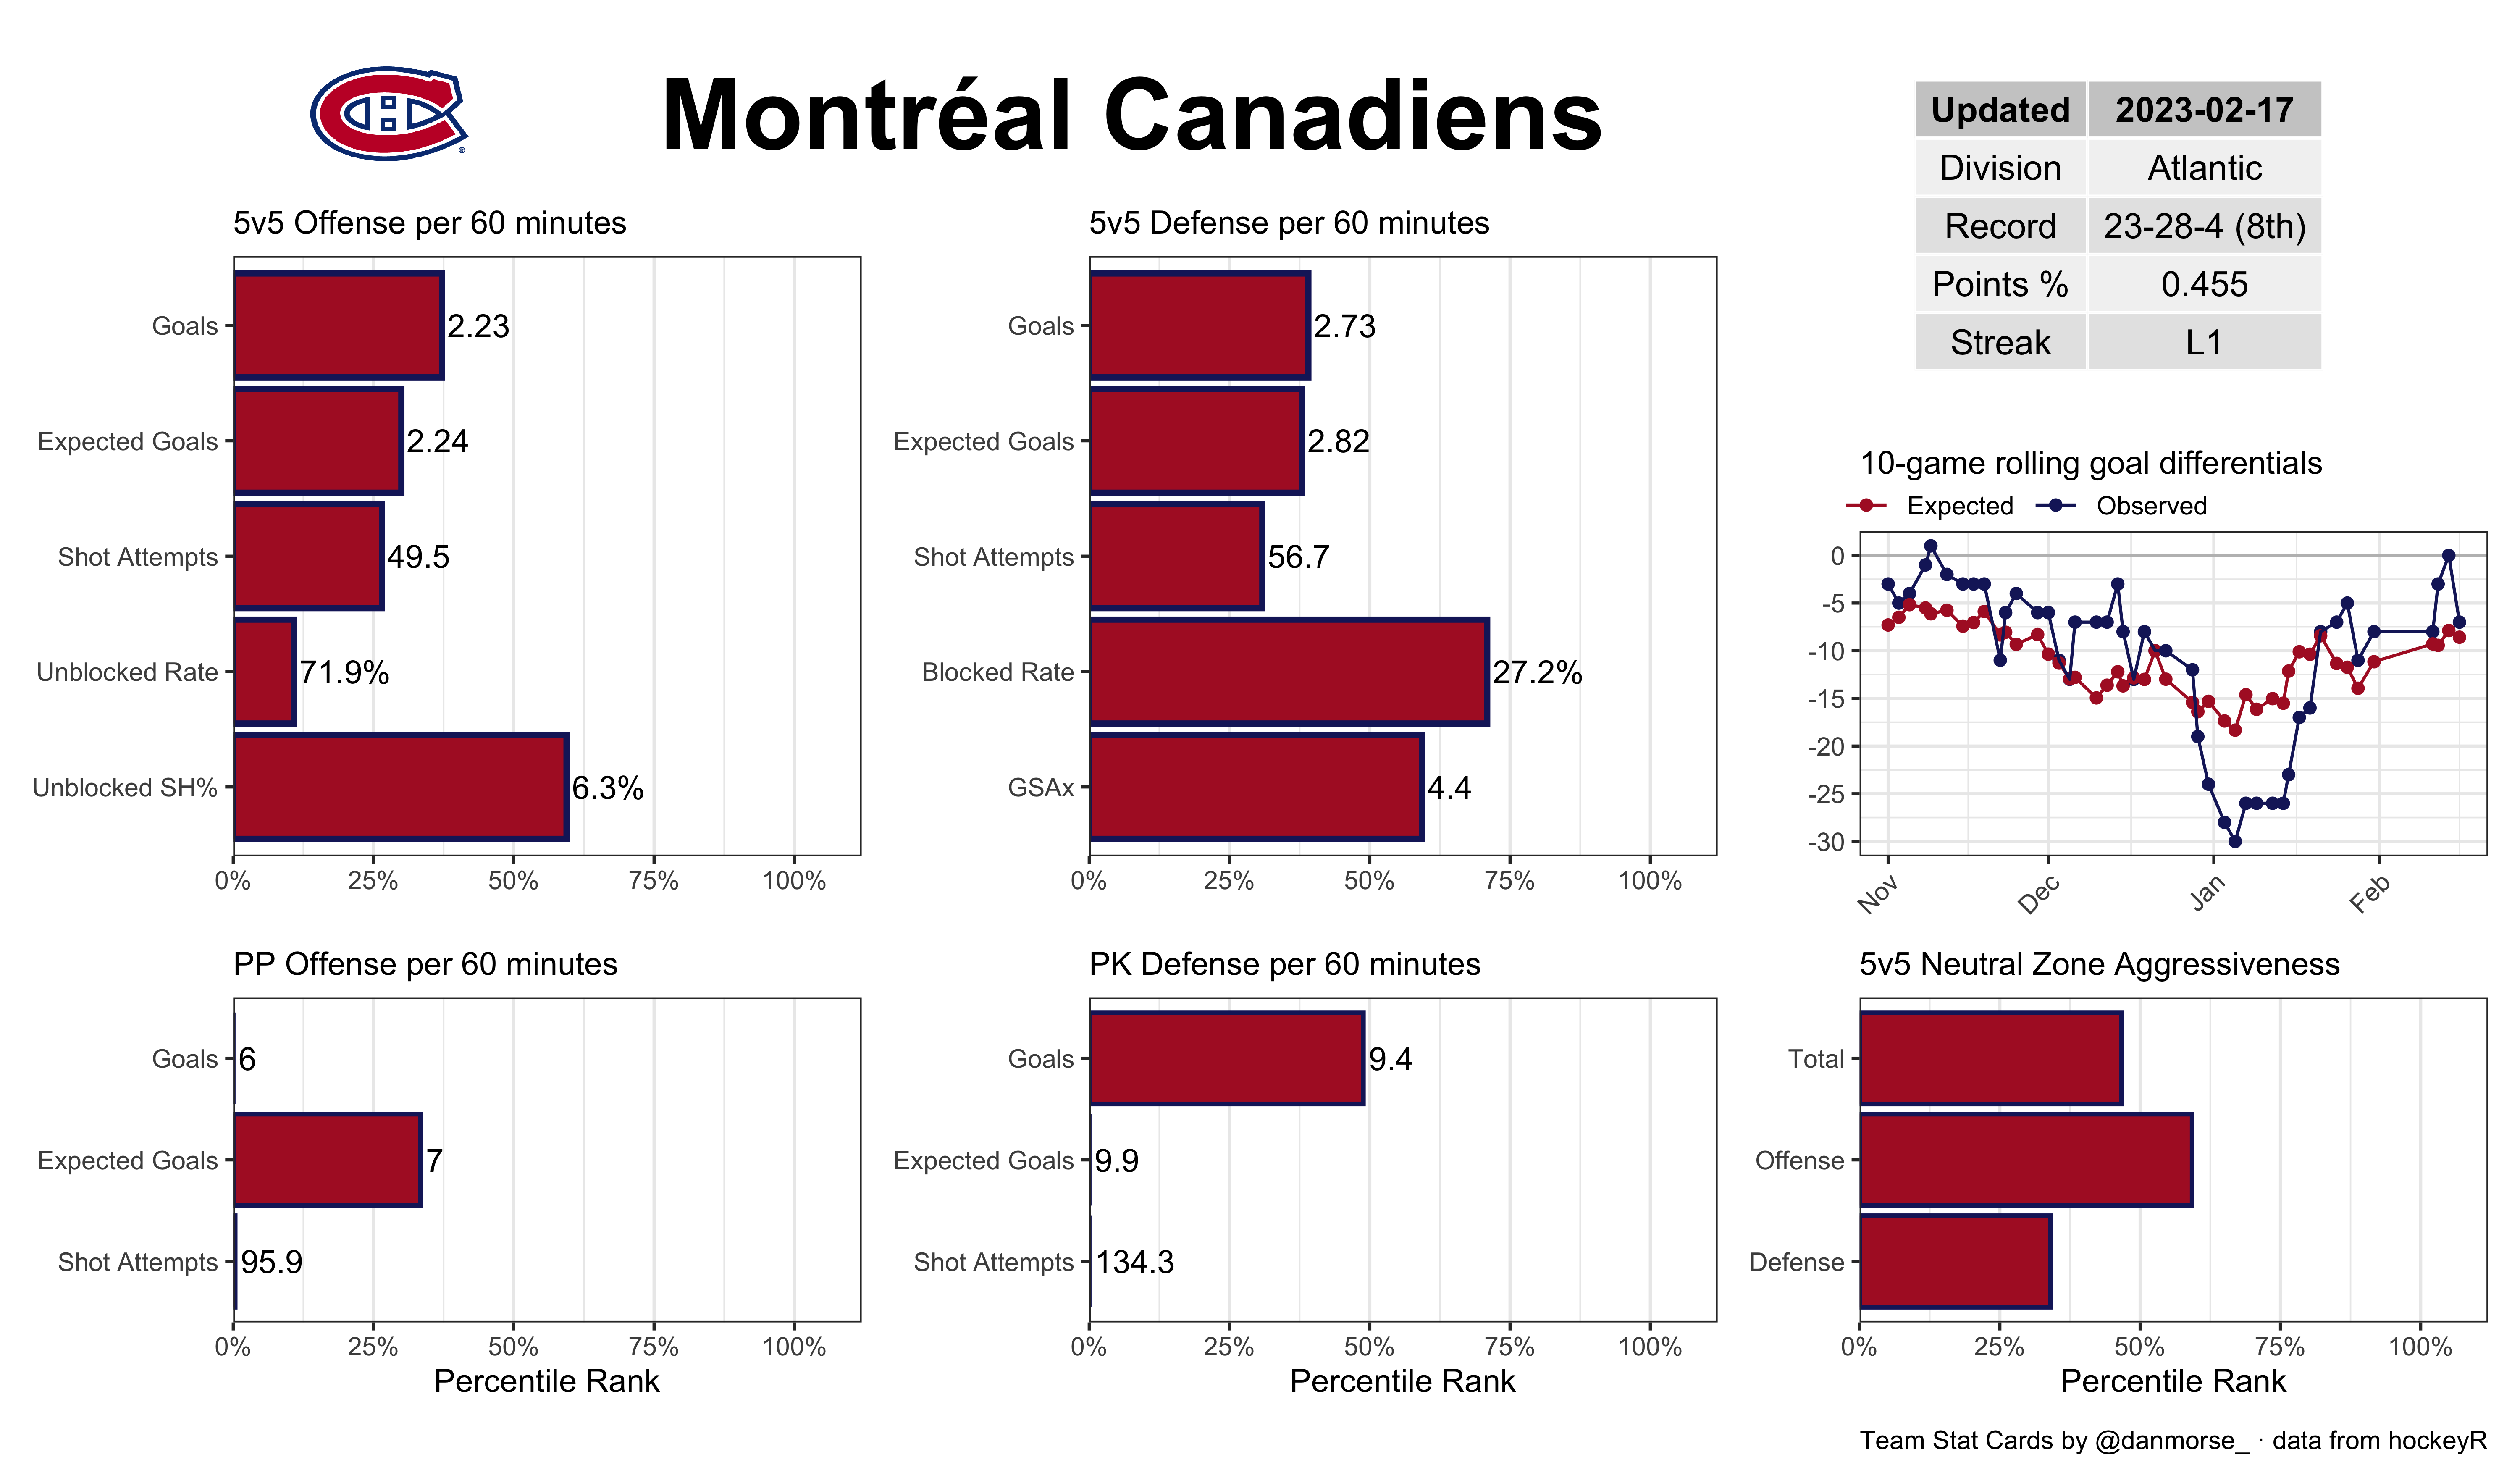 Montréal Canadiens
Updated 2023-02-17
Division Atlantic
Record 23-28-4 (8th)
Points % 0.455
Streak L1
5v5 Offense per 60 minutes
Goals 2.23
Expected Goals 2.24
Shot Attempts 49.5
Unblocked Rate 71.9%
Unblocked SH% 6.3%
0% 25% 50% 75% 100%
5v5 Defense per 60 minutes
Goals 2.73
Expected Goals 2.82
Shot Attempts 56.7
Blocked Rate 27.2%
GSAx 4.4
0% 25% 50% 75% 100%
10-game rolling goal differentials
Expected Observed
0
-5
-10
-15
-20
-25
-30
Nov Dec Jan Feb
PP Offense per 60 minutes
Goals 6
Expected Goals 7
Shot Attempts 95.9
0% 25% 50% 75% 100%
Percentile Rank
PK Defense per 60 minutes
Goals 9.4
Expected Goals 9.9
Shot Attempts 134.3
0% 25% 50% 75% 100%
Percentile Rank
5v5 Neutral Zone Aggressiveness
Total
Offense
Defense
0% 25% 50% 75% 100%
Percentile Rank
Team Stat Cards by @danmorse_ · data from hockeyR